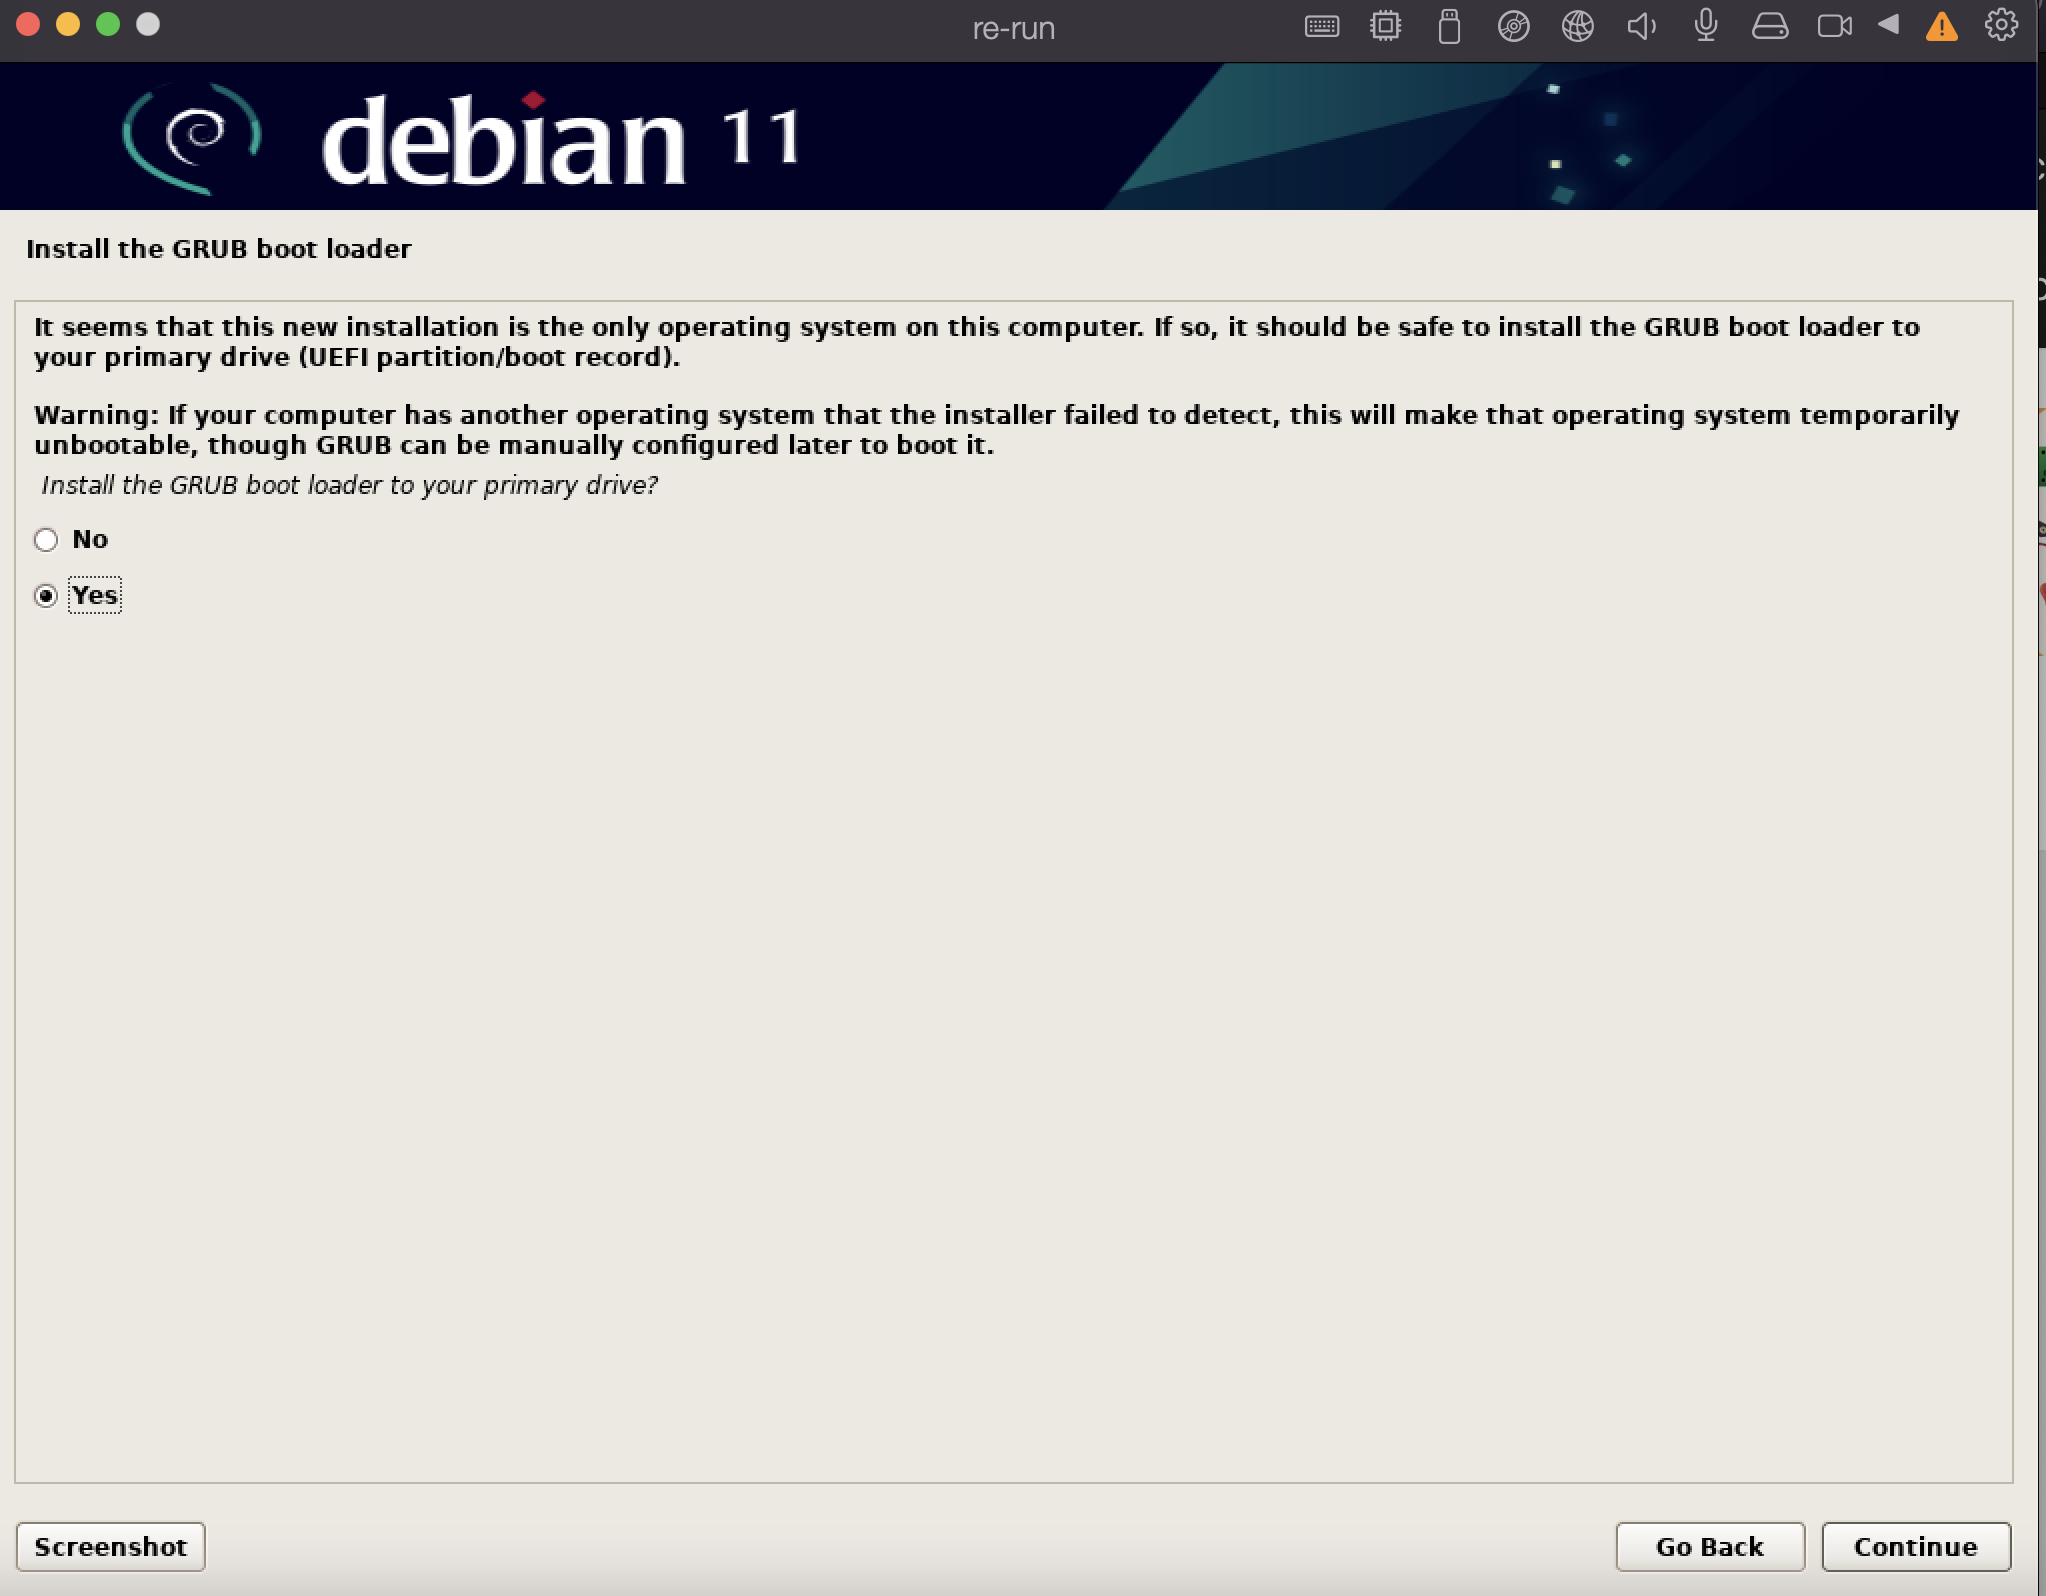 re-run
debian 11
Install the GRUB boot loader
It seems that this new installation is the only operating system on this computer. If so, it should be safe to install the GRUB boot loader to
your primary drive (UEFI partition/boot record).
Warning: If your computer has another operating system that the installer failed to detect, this will make that operating system temporarily
unbootable, though GRUB can be manually configured later to boot it.
Install the GRUB boot loader to your primary drive?
No
Yes
Screenshot
Go Back
Continue